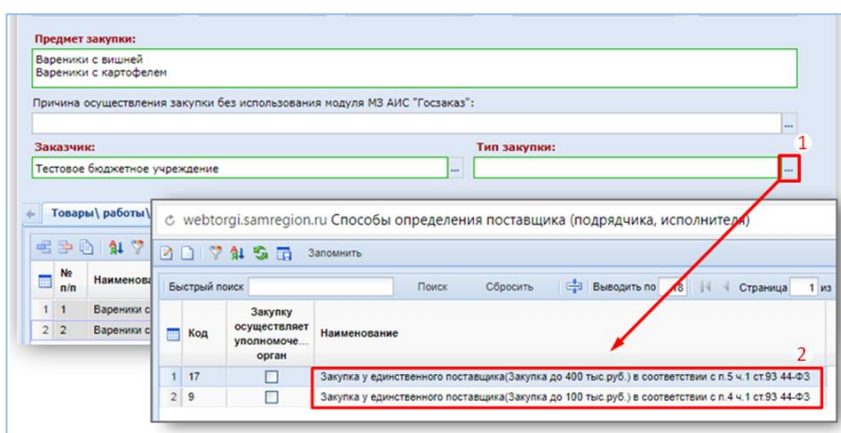 Предмет закупки:
Вареники с вишней
Вареники с картофелем
Причина осуществления закупки без использования модуля МЗ АИС "Госзаказ":
...
1
Заказчик:
Тип закупки:
Тестовое бюджетное учреждение
...
...
Товары\ работы\
webtorgi.samregion.ru Способы определения поставщика (подрядчика, исполнителя)
Запомнить
№ п/п
Наименова
Быстрый поиск
Поиск
Сбросить
Выводить по
18
Страница
1
из
Код
Закупку
осуществляет
уполномоче...
орган
Наименование
2
1 1 Вареники с
2 2 Вареники с
1 17 Закупка у единственного поставщика(Закупка до 400 тыс.руб.) в соответствии с п.5 ч.1 ст.93 44-ФЗ
2 9 Закупка у единственного поставщика(Закупка до 100 тыс.руб.) в соответствии с п.4 ч.1 ст.93 44-ФЗ